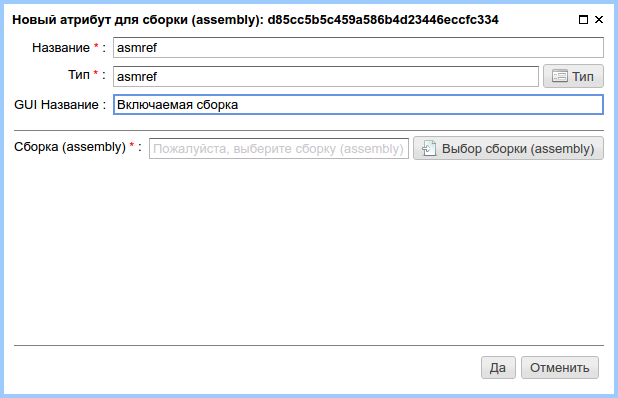 Новый атрибут для сборки (assembly): d85cc5b5c459a586b4d23446eccfc334
Название * : asmref
Тип * : asmref Тип
GUI Название : Включаемая сборка
Сборка (assembly) * : Пожалуйста, выберите сборку (assembly) Выбор сборки (assembly)
Да Отменить